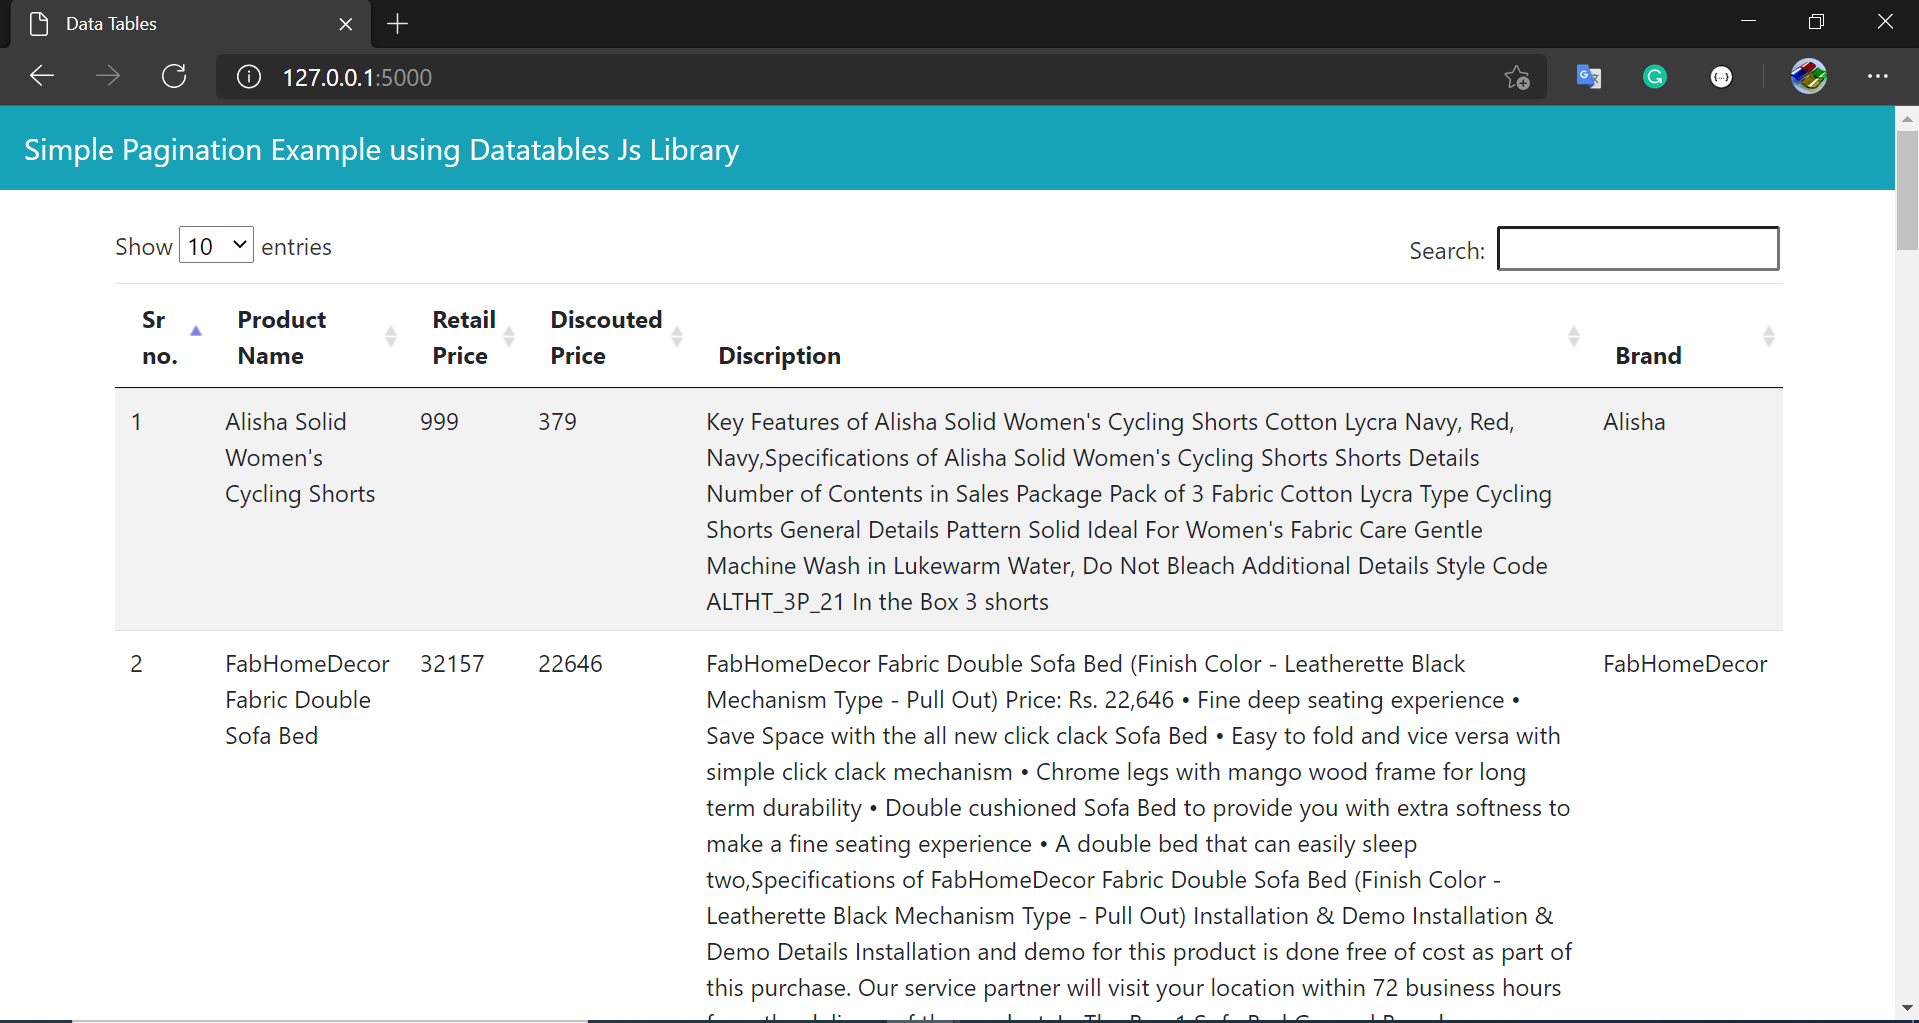 Data Tables
127.0.0.1:5000
Simple Pagination Example using Datatables Js Library
Show 10 entries
Search:
Sr no.
Product Name
Retail Price
Discouted Price
Discription
Brand
1
Alisha Solid
Women's
Cycling Shorts
999
379
Key Features of Alisha Solid Women's Cycling Shorts Cotton Lycra Navy, Red,
Navy,Specifications of Alisha Solid Women's Cycling Shorts Shorts Details
Number of Contents in Sales Package Pack of 3 Fabric Cotton Lycra Type Cycling
Shorts General Details Pattern Solid Ideal For Women's Fabric Care Gentle
Machine Wash in Lukewarm Water, Do Not Bleach Additional Details Style Code
ALTHT_3P_21 In the Box 3 shorts
Alisha
2
FabHomeDecor
Fabric Double
Sofa Bed
32157
22646
FabHomeDecor Fabric Double Sofa Bed (Finish Color - Leatherette Black
Mechanism Type - Pull Out) Price: Rs. 22,646 • Fine deep seating experience •
Save Space with the all new click clack Sofa Bed • Easy to fold and vice versa with
simple click clack mechanism • Chrome legs with mango wood frame for long
term durability • Double cushioned Sofa Bed to provide you with extra softness to
make a fine seating experience • A double bed that can easily sleep
two,Specifications of FabHomeDecor Fabric Double Sofa Bed (Finish Color -
Leatherette Black Mechanism Type - Pull Out) Installation & Demo Installation &
Demo Details Installation and demo for this product is done free of cost as part of
this purchase. Our service partner will visit your location within 72 business hours
FabHomeDecor